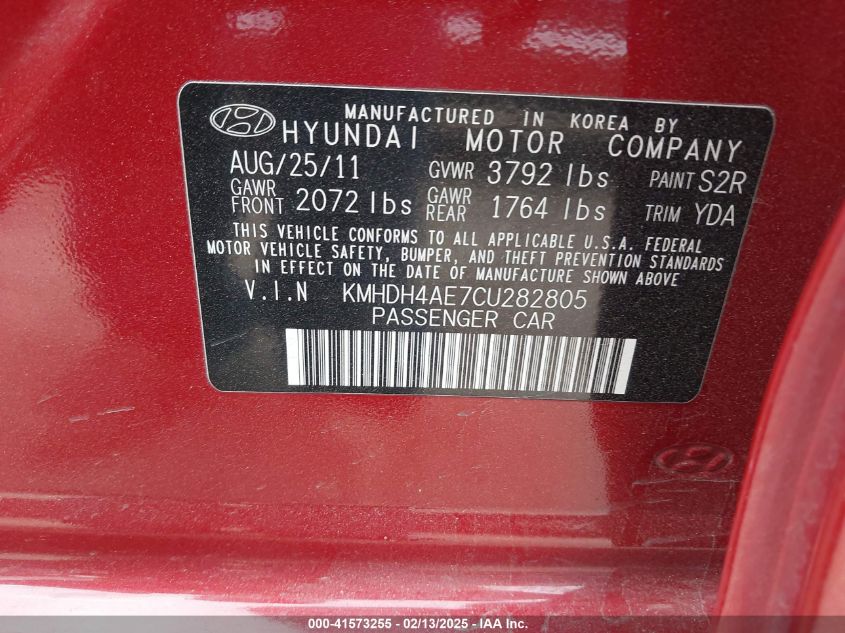 MANUFACTURED IN KOREA BY
HYUNDAI MOTOR COMPANY
AUG/25/11 GVWR 3792 lbs PAINT S2R
GAWR FRONT 2072 lbs GAWR REAR 1764 lbs TRIM YDA
THIS VEHICLE CONFORMS TO ALL APPLICABLE U.S.A. FEDERAL
MOTOR VEHICLE SAFETY, BUMPER, AND THEFT PREVENTION STANDARDS
IN EFFECT ON THE DATE OF MANUFACTURE SHOWN ABOVE.
V.I.N KMHDH4AE7CU282805
PASSENGER CAR
000-41573255 - 02/13/2025 - IAA Inc.